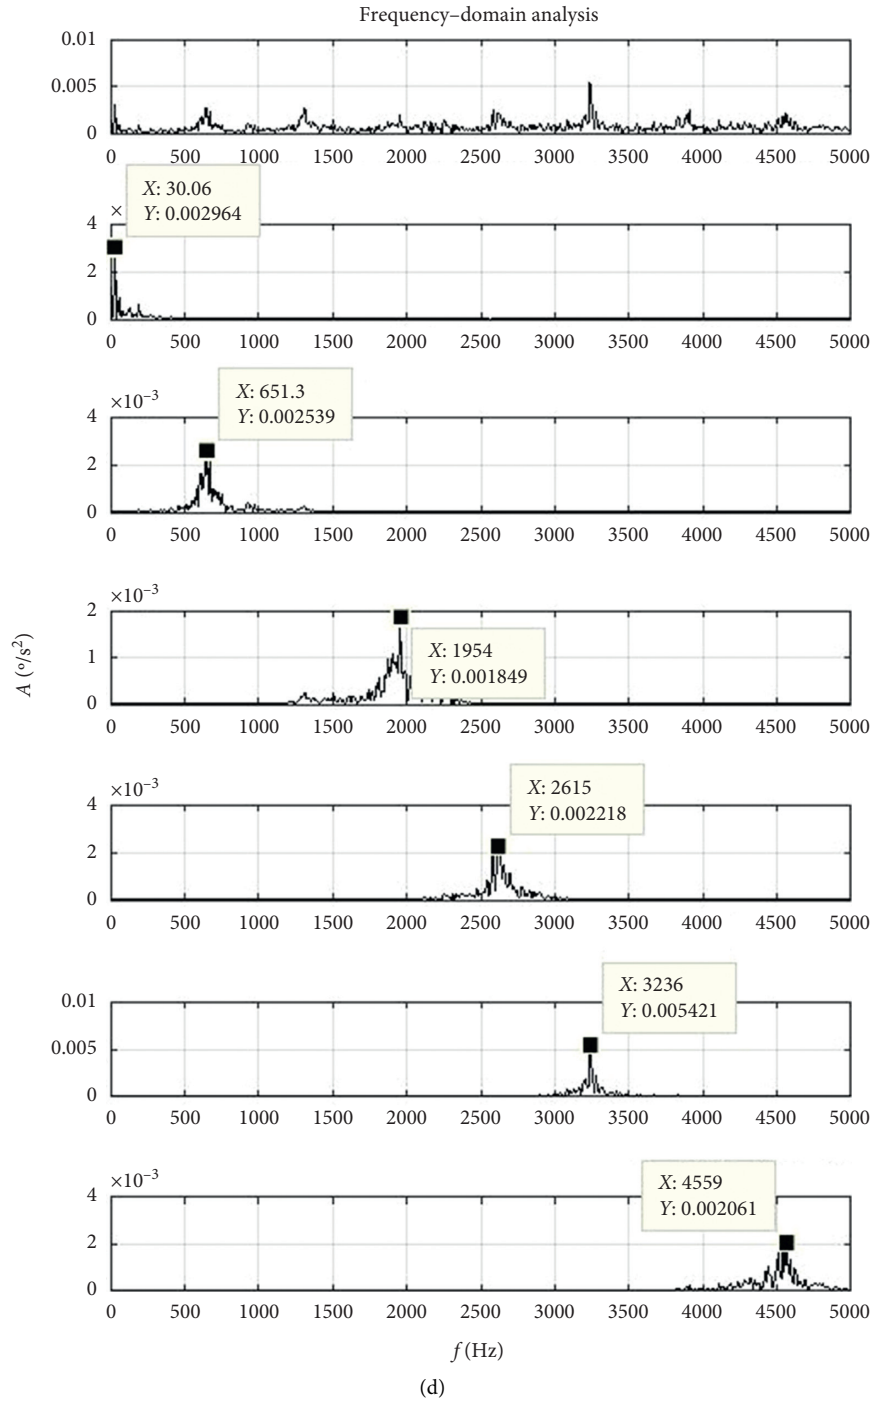 Frequency–domain analysis
0.01
0.005
0
0 500 1000 1500 2000 2500 3000 3500 4000 4500 5000
X: 30.06
Y: 0.002964
×
4
2
0
0 500 1000 1500 2000 2500 3000 3500 4000 4500 5000
X: 651.3
Y: 0.002539
×10⁻³
4
2
0
0 500 1000 1500 2000 2500 3000 3500 4000 4500 5000
×10⁻³
2
1
0
X: 1954
Y: 0.001849
0 500 1000 1500 2000 2500 3000 3500 4000 4500 5000
A (º/s²)
×10⁻³
X: 2615
Y: 0.002218
4
2
0
0 500 1000 1500 2000 2500 3000 3500 4000 4500 5000
X: 3236
Y: 0.005421
0.01
0.005
0
0 500 1000 1500 2000 2500 3000 3500 4000 4500 5000
×10⁻³
X: 4559
Y: 0.002061
4
2
0
0 500 1000 1500 2000 2500 3000 3500 4000 4500 5000
f (Hz)
(d)